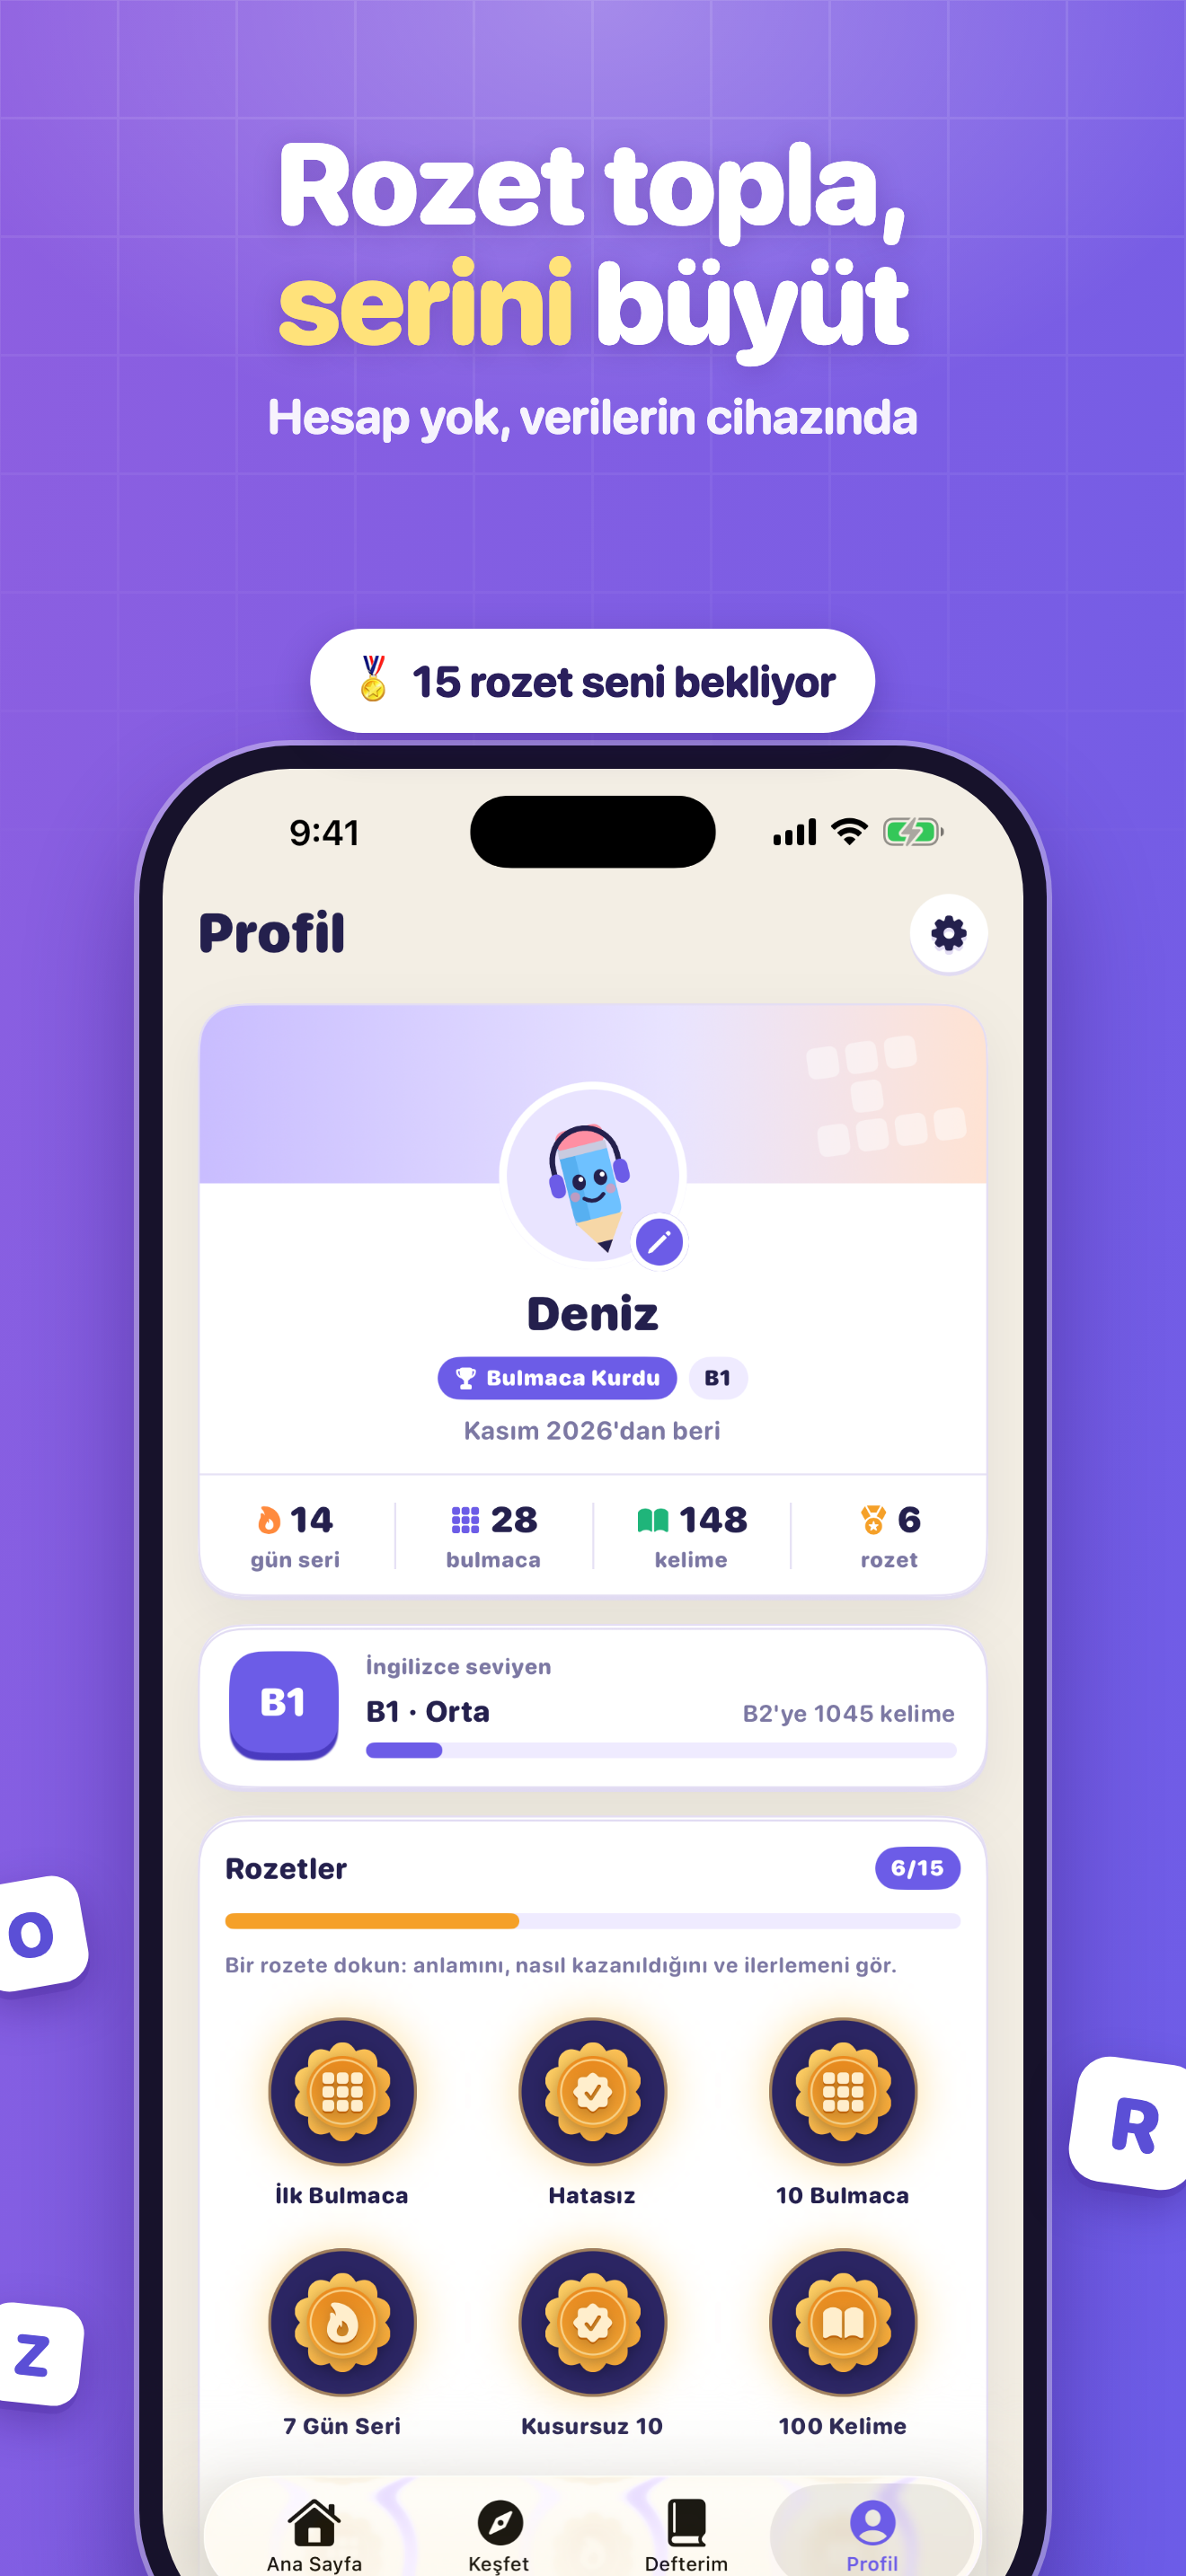 Rozet topla,
serini büyüt
Hesap yok, verilerin cihazında
15 rozet seni bekliyor
9:41
Profil
Deniz
Bulmaca Kurdu B1
Kasım 2026'dan beri
14 28 148 6
gün seri bulmaca kelime rozet
İngilizce seviyen
B1
B1 · Orta B2'ye 1045 kelime
Rozetler 6/15
Bir rozete dokun: anlamını, nasıl kazanıldığını ve ilerlemeni gör.
O
R
İlk Bulmaca Hatasız 10 Bulmaca
Z
7 Gün Seri Kusursuz 10 100 Kelime
Ana Sayfa Keşfet Defterim Profil